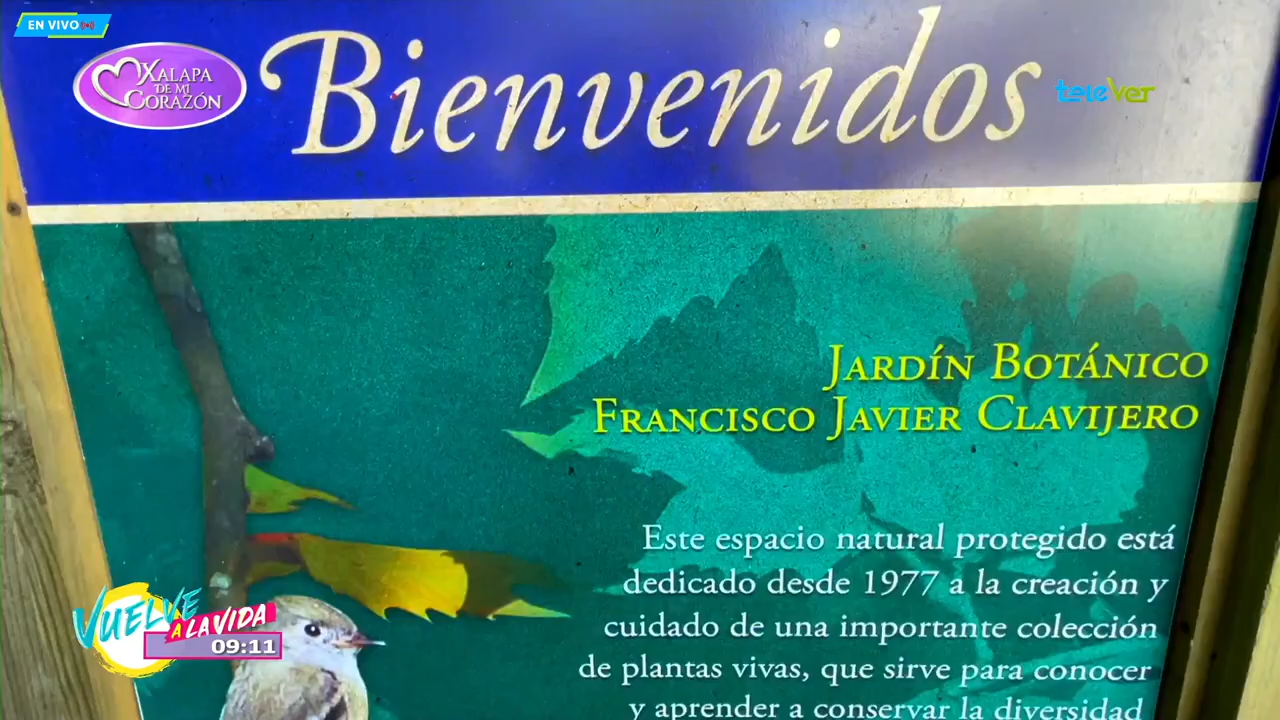 EN VIVO
XALAPA
DE MI
CORAZÓN
Bienvenidos
teleVer
JARDÍN BOTÁNICO
FRANCISCO JAVIER CLAVIJERO
Este espacio natural protegido está
dedicado desde 1977 a la creación y
cuidado de una importante colección
de plantas vivas, que sirve para conocer
y aprender a conservar la diversidad
VUELVE
A LA VIDA
09:11